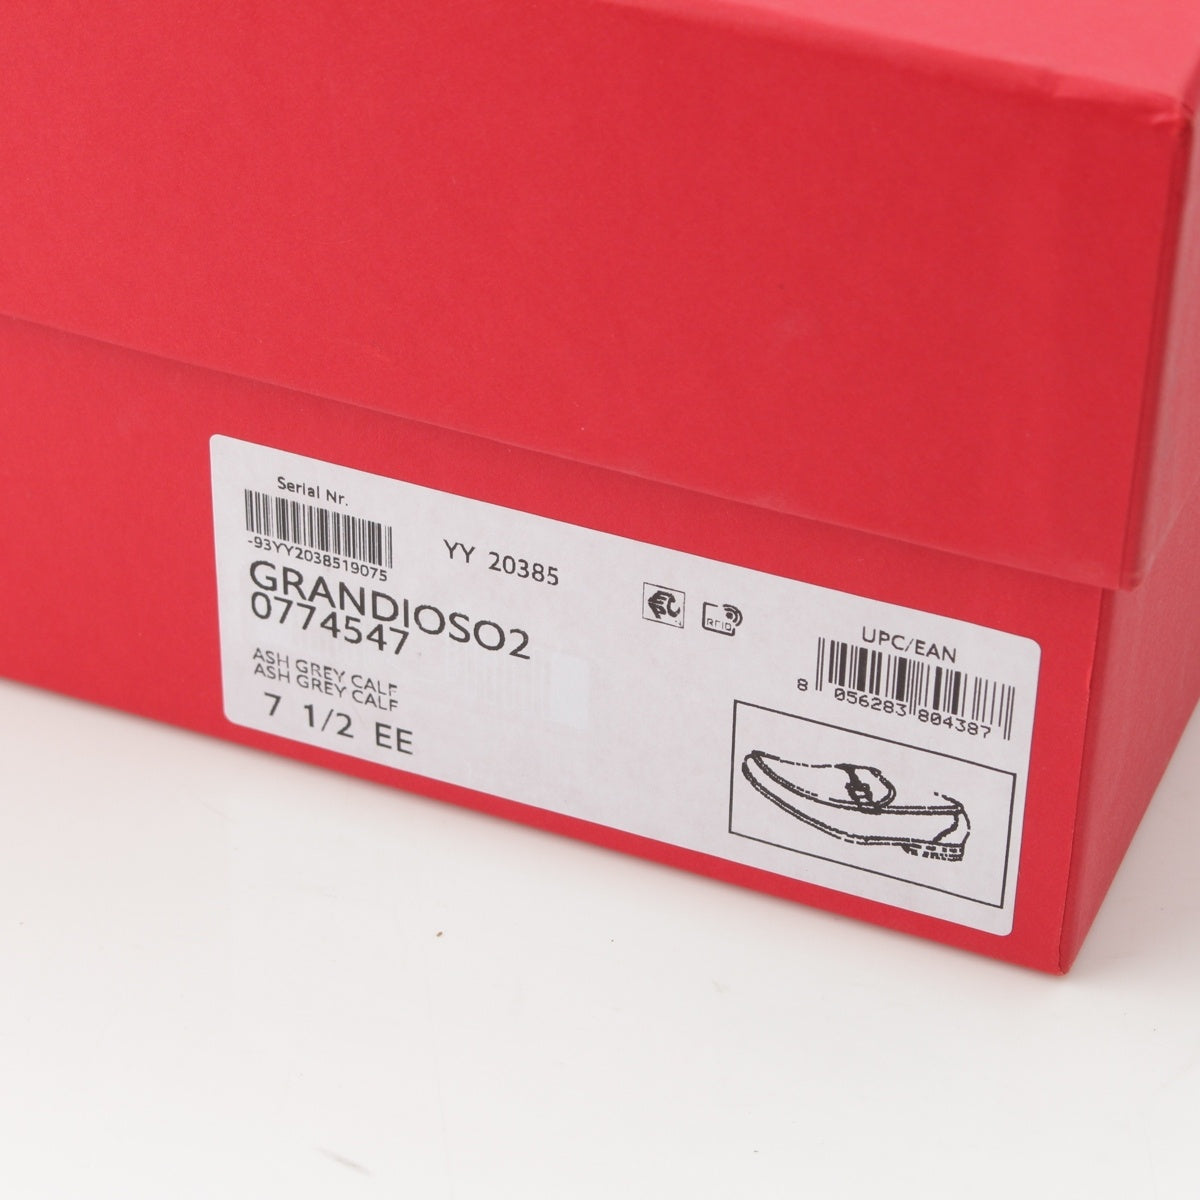 Serial Nr.
-93YY2038519075
YY 20385
GRANDIOSO2
0774547
ASH GREY CALF
ASH GREY CALF
7 1/2 EE
RFID
UPC/EAN
8 056283 804387